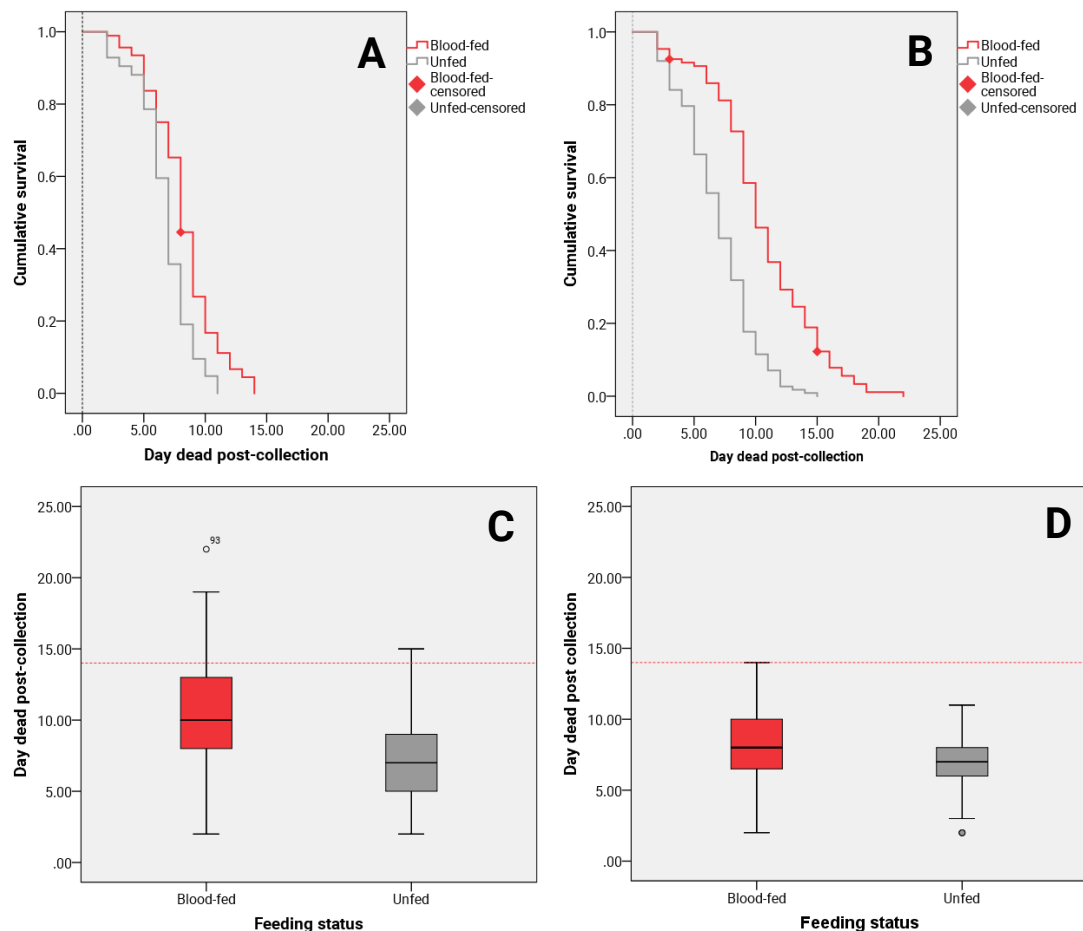 A
Blood-fed
Unfed
Blood-fed-
censored
Unfed-censored
1.0
0.8
0.6
0.4
0.2
0.0
Cumulative survival
.00
5.00
10.00
15.00
20.00
25.00
Day dead post-collection
B
Blood-fed
Unfed
Blood-fed-
censored
Unfed-censored
1.0
0.8
0.6
0.4
0.2
0.0
Cumulative survival
.00
5.00
10.00
15.00
20.00
25.00
Day dead post-collection
C
93
25.00
20.00
15.00
10.00
5.00
.00
Day dead post-collection
Blood-fed
Unfed
Feeding status
D
25.00
20.00
15.00
10.00
5.00
.00
Day dead post collection
Blood-fed
Unfed
Feeding status